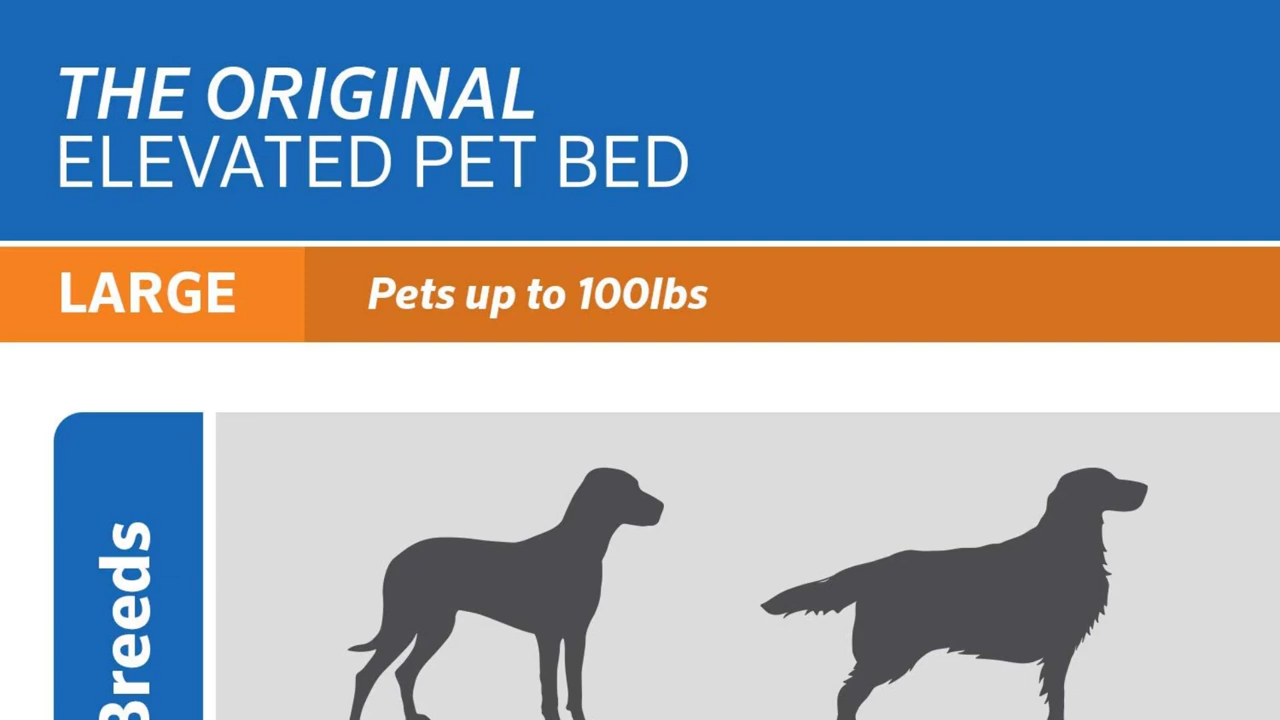 THE ORIGINAL
ELEVATED PET BED
LARGE
Pets up to 100lbs
Breeds